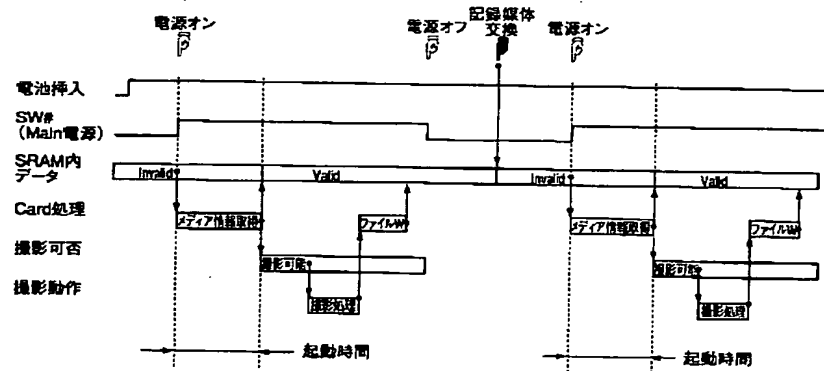 電源オン
電源オフ
記録媒体
交換
電源オン
電池挿入
SW#
(Main電源)
SRAM内
データ
Invalid
Valid
Invalid
Valid
Card処理
メディア情報取得
ファイルW
メディア情報取得
ファイルW
撮影可否
撮影可能
撮影可能
撮影動作
撮影処理
撮影処理
起動時間
起動時間